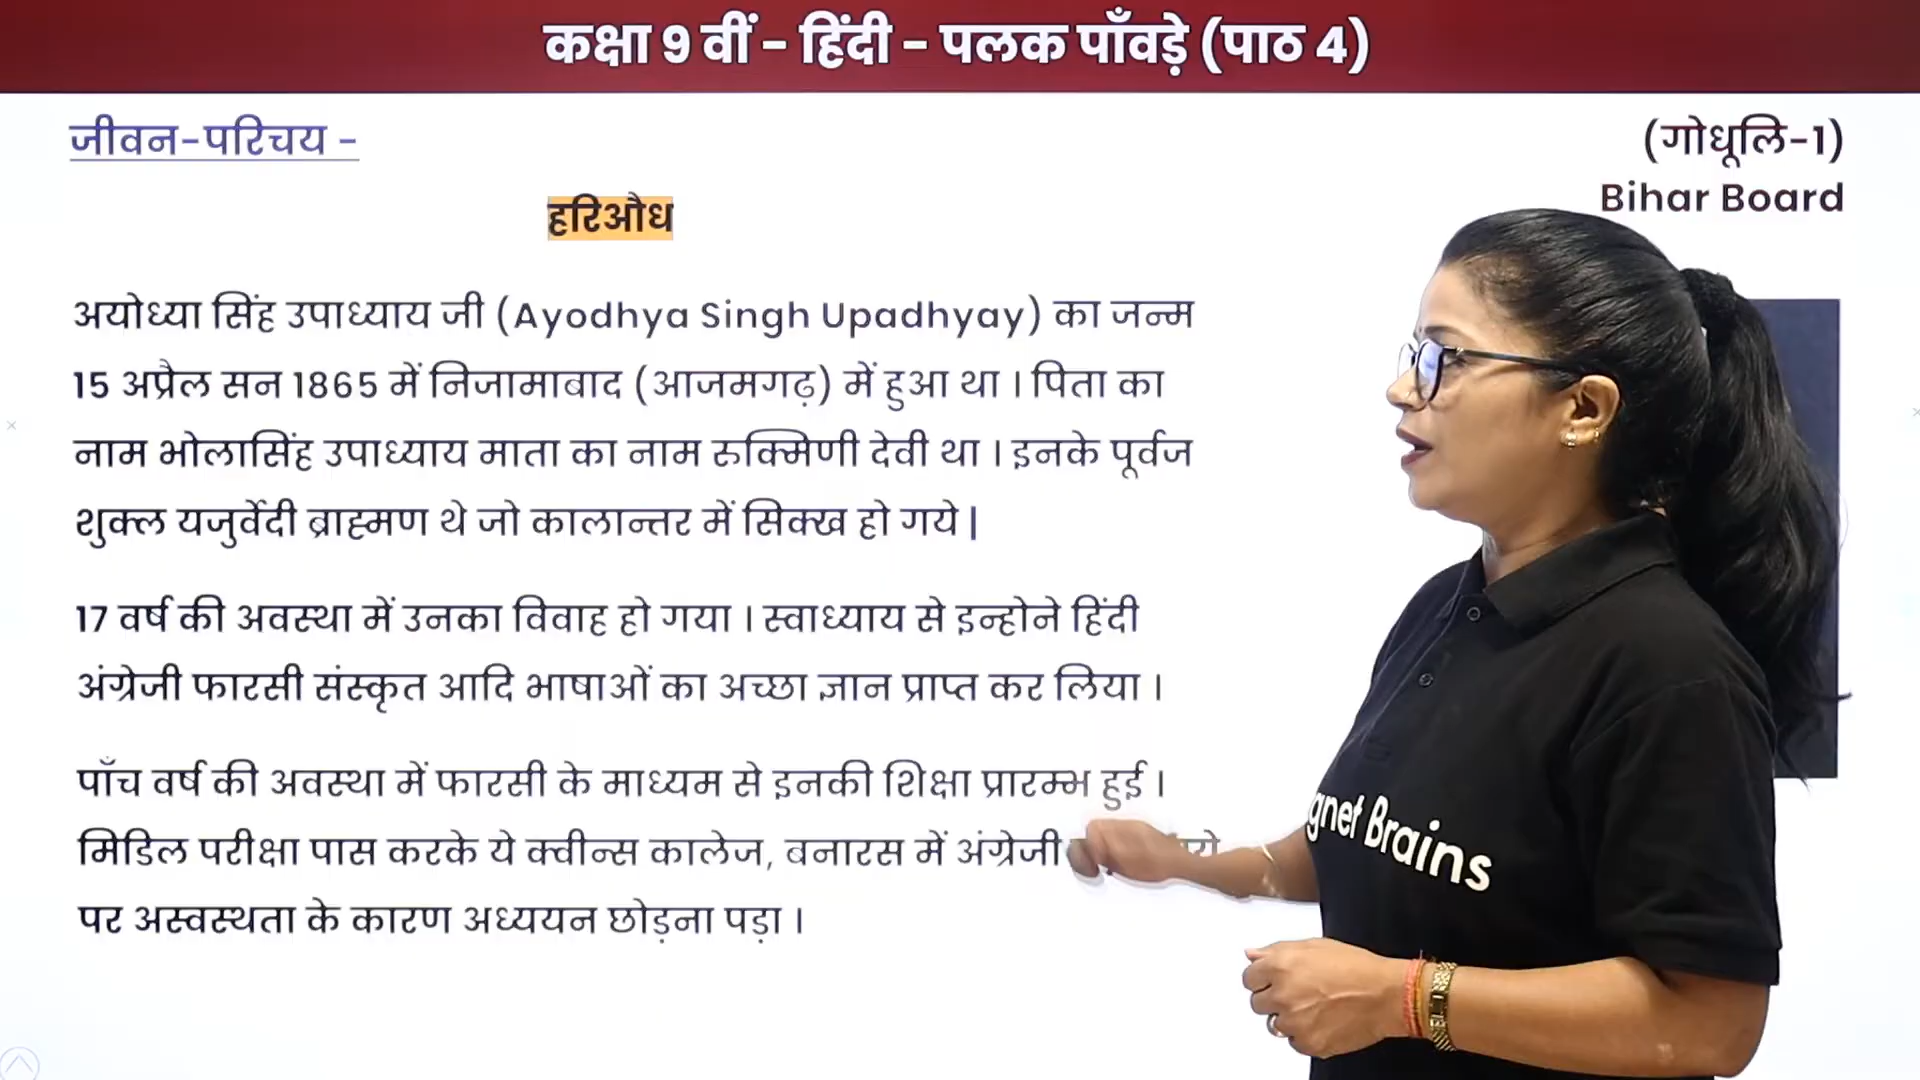 कक्षा 9 वीं - हिंदी - पलक पाँवड़े (पाठ 4)
जीवन-परिचय -
(गोधूलि-1)
Bihar Board
हरिऔध
अयोध्या सिंह उपाध्याय जी (Ayodhya Singh Upadhyay) का जन्म
15 अप्रैल सन 1865 में निजामाबाद (आजमगढ़) में हुआ था । पिता का
नाम भोलासिंह उपाध्याय माता का नाम रुक्मिणी देवी था । इनके पूर्वज
शुक्ल यजुर्वेदी ब्राह्मण थे जो कालान्तर में सिक्ख हो गये |
17 वर्ष की अवस्था में उनका विवाह हो गया । स्वाध्याय से इन्होने हिंदी
अंग्रेजी फारसी संस्कृत आदि भाषाओं का अच्छा ज्ञान प्राप्त कर लिया ।
पाँच वर्ष की अवस्था में फारसी के माध्यम से इनकी शिक्षा प्रारम्भ हुई ।
मिडिल परीक्षा पास करके ये क्वीन्स कालेज, बनारस में अंग्रेजी
पर अस्वस्थता के कारण अध्ययन छोड़ना पड़ा ।
gnet Brains